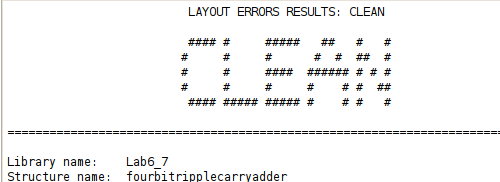 LAYOUT ERRORS RESULTS: CLEAN
#### #     #####   ##   #   #
#     #     #      #  #  ##  #
#     #     ####  ###### # # #
#     #     #     #    # #  ##
#### ##### ##### #    # #   #
=======================================================================
Library name:    Lab6_7
Structure name:  fourbitripplecarryadder